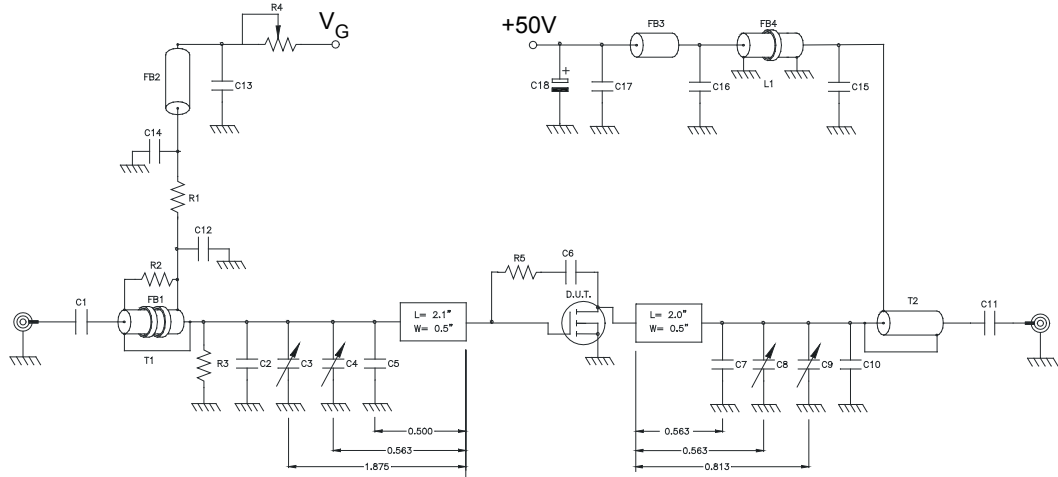 R4
VG
+50V
FB3
FB4
FB2
C13
C18
+
C17
C16
L1
C15
C14
R1
C12
R2
FB1
C1
T1
R3
C2
C3
C4
C5
L= 2.1"
W= 0.5"
R5
C6
D.U.T.
L= 2.0"
W= 0.5"
C7
C8
C9
C10
T2
C11
0.500
0.563
1.875
0.563
0.563
0.813